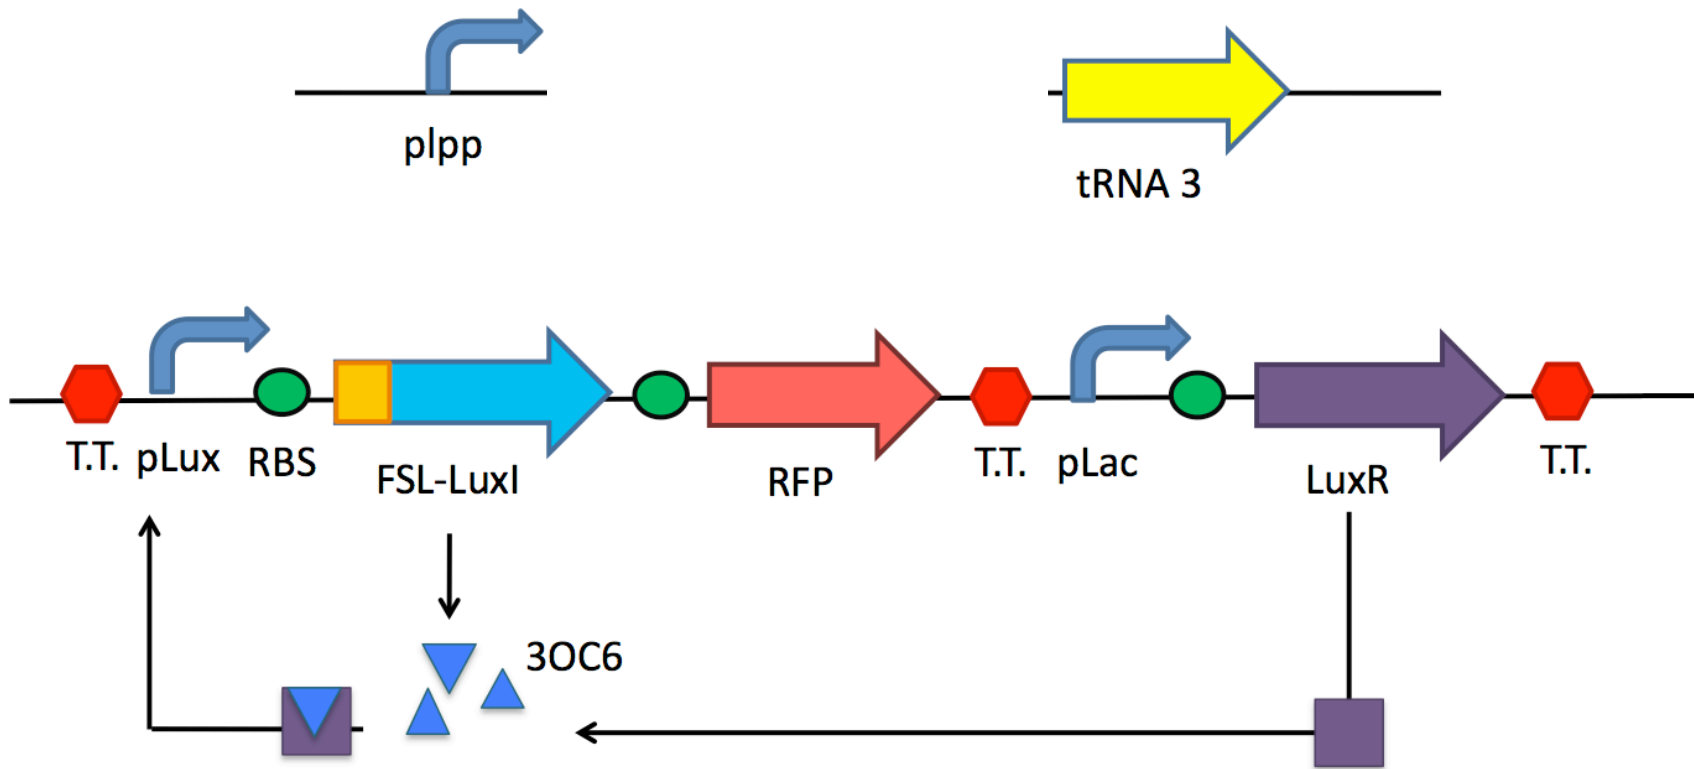 plpp
tRNA 3
T.T.
pLux
RBS
FSL-LuxI
RFP
T.T.
pLac
LuxR
T.T.
3OC6